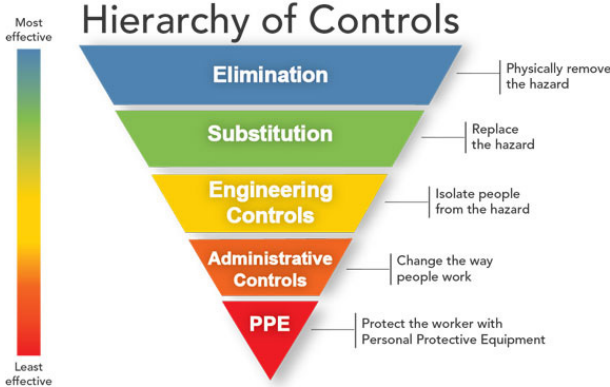 Hierarchy of Controls
Most
effective
Elimination
Physically remove
the hazard
Substitution
Replace
the hazard
Engineering
Controls
Isolate people
from the hazard
Administrative
Controls
Change the way
people work
PPE
Protect the worker with
Personal Protective Equipment
Least
effective